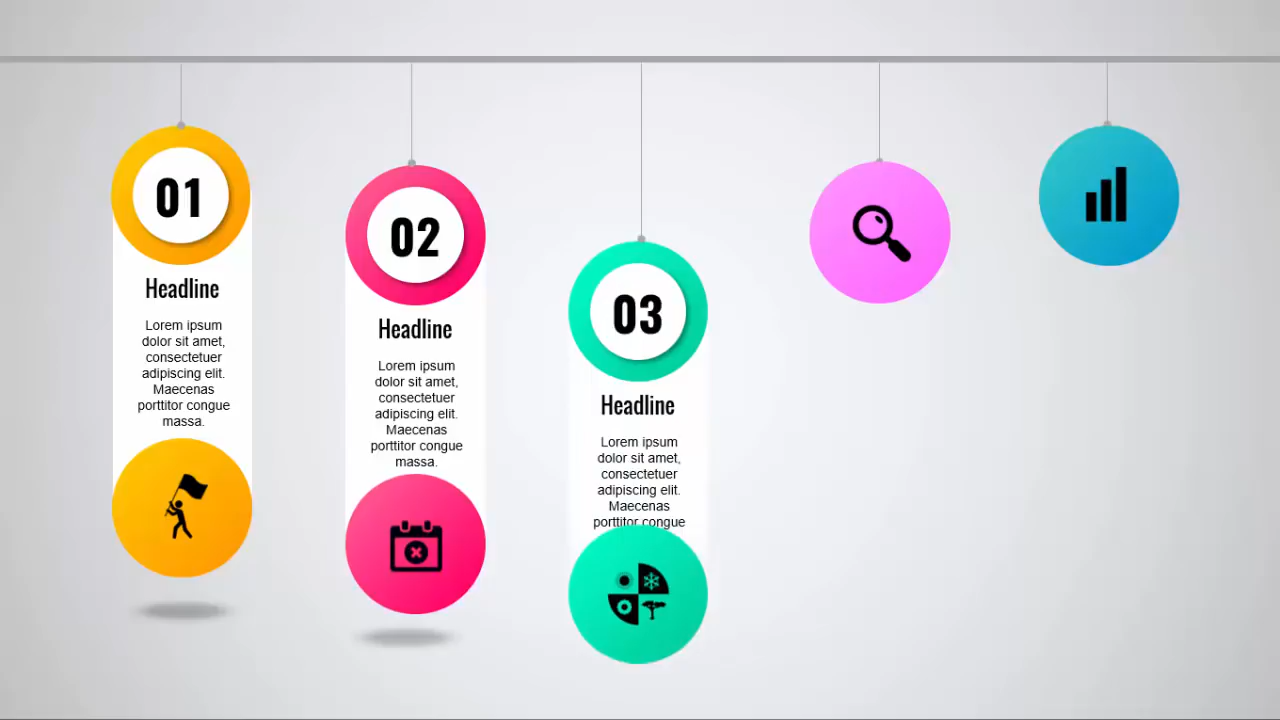 01
Headline
Lorem ipsum
dolor sit amet,
consectetuer
adipiscing elit.
Maecenas
porttitor congue
massa.
02
Headline
Lorem ipsum
dolor sit amet,
consectetuer
adipiscing elit.
Maecenas
porttitor congue
massa.
03
Headline
Lorem ipsum
dolor sit amet,
consectetuer
adipiscing elit.
Maecenas
porttitor congue